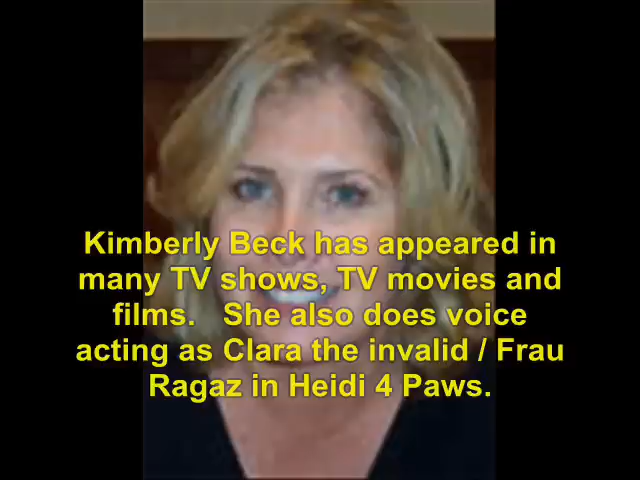 Kimberly Beck has appeared in
many TV shows, TV movies and
films.   She also does voice
acting as Clara the invalid / Frau
Ragaz in Heidi 4 Paws.